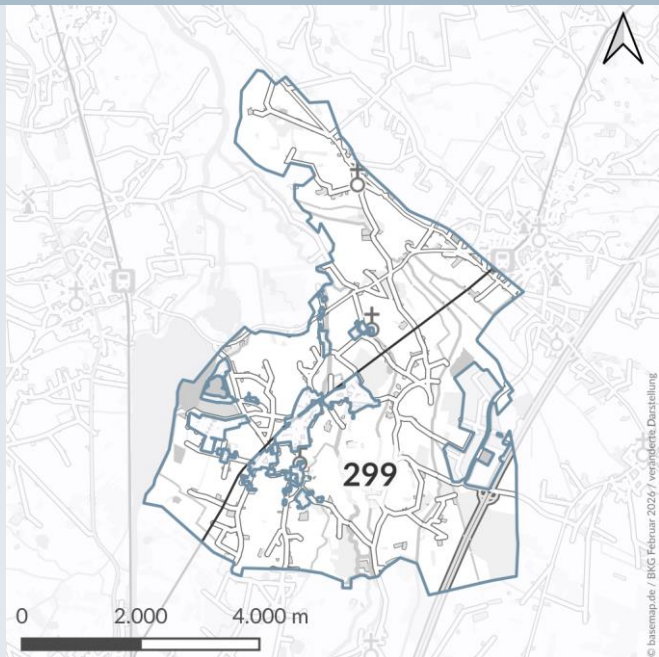 299
0
2.000
4.000 m
© basemap.de / BKG Februar 2026 / veränderte Darstellung